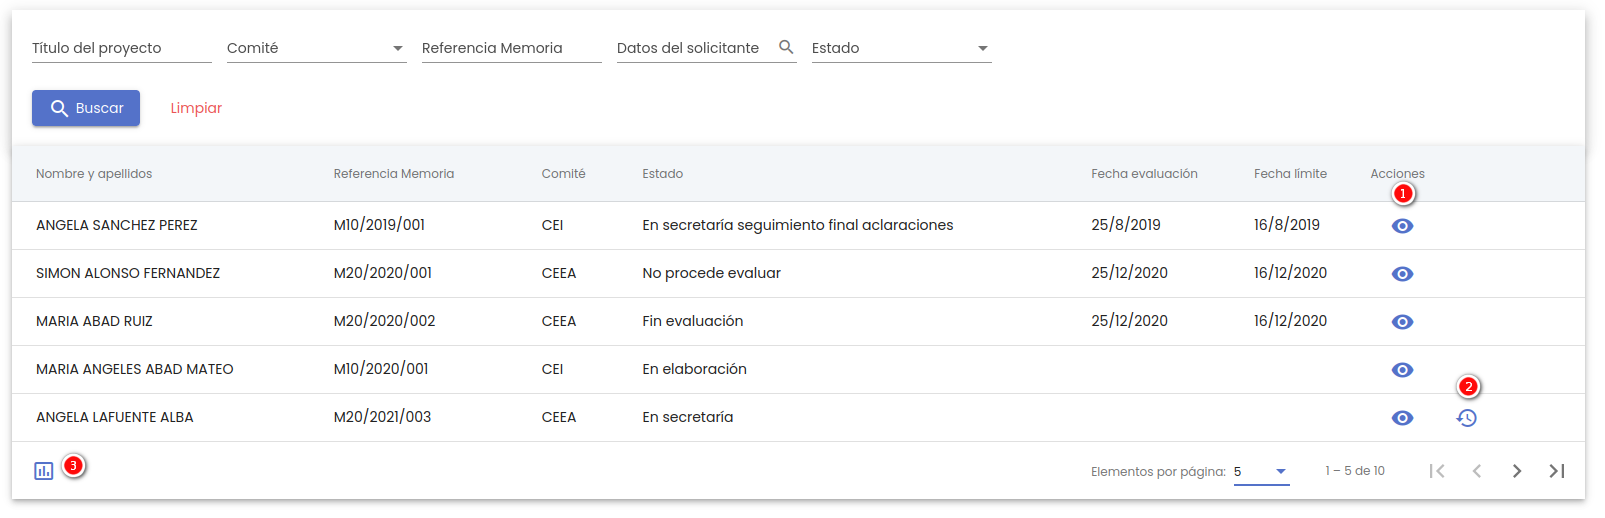 Título del proyecto Comité Referencia Memoria Datos del solicitante Estado
Buscar Limpiar
Nombre y apellidos Referencia Memoria Comité Estado Fecha evaluación Fecha límite Acciones
1
ANGELA SANCHEZ PEREZ M10/2019/001 CEI En secretaría seguimiento final aclaraciones 25/8/2019 16/8/2019
SIMON ALONSO FERNANDEZ M20/2020/001 CEEA No procede evaluar 25/12/2020 16/12/2020
MARIA ABAD RUIZ M20/2020/002 CEEA Fin evaluación 25/12/2020 16/12/2020
MARIA ANGELES ABAD MATEO M10/2020/001 CEI En elaboración
2
ANGELA LAFUENTE ALBA M20/2021/003 CEEA En secretaría
3
Elementos por página: 5 1 – 5 de 10